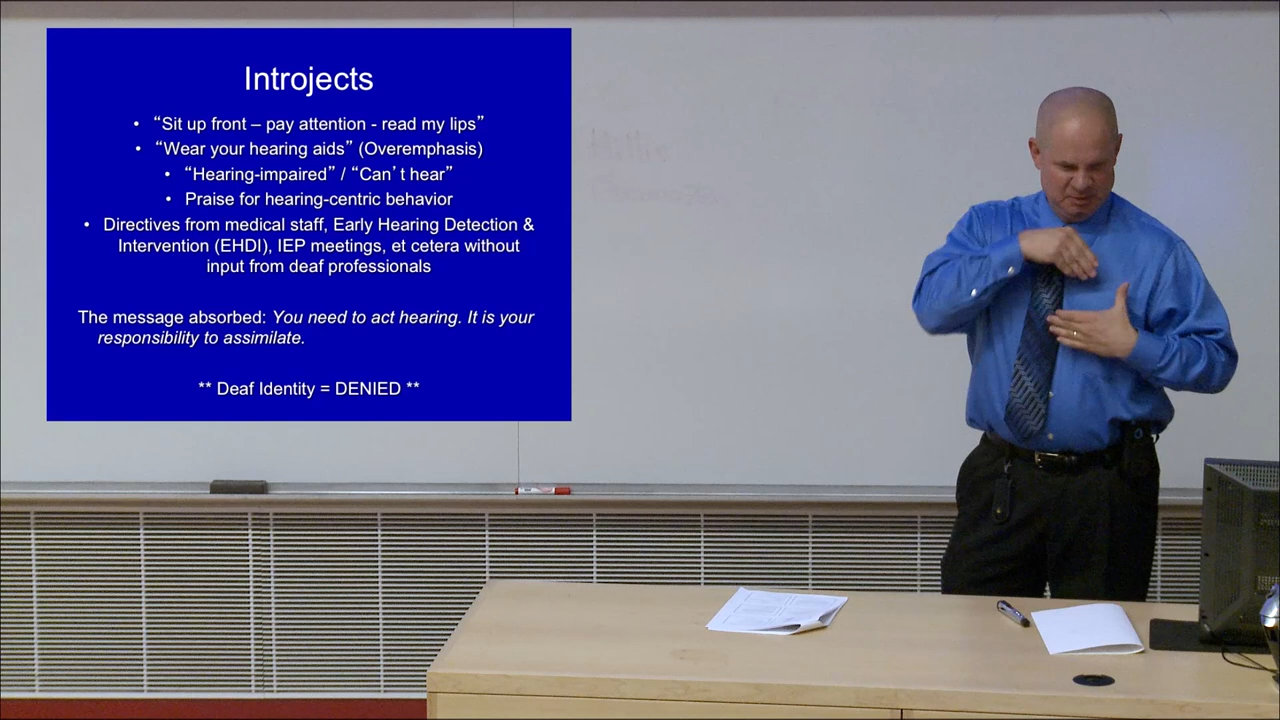 Introjects
• “Sit up front – pay attention - read my lips”
• “Wear your hearing aids” (Overemphasis)
• “Hearing-impaired” / “Can’t hear”
• Praise for hearing-centric behavior
• Directives from medical staff, Early Hearing Detection &
Intervention (EHDI), IEP meetings, et cetera without
input from deaf professionals
The message absorbed: You need to act hearing. It is your
responsibility to assimilate.
** Deaf Identity = DENIED **